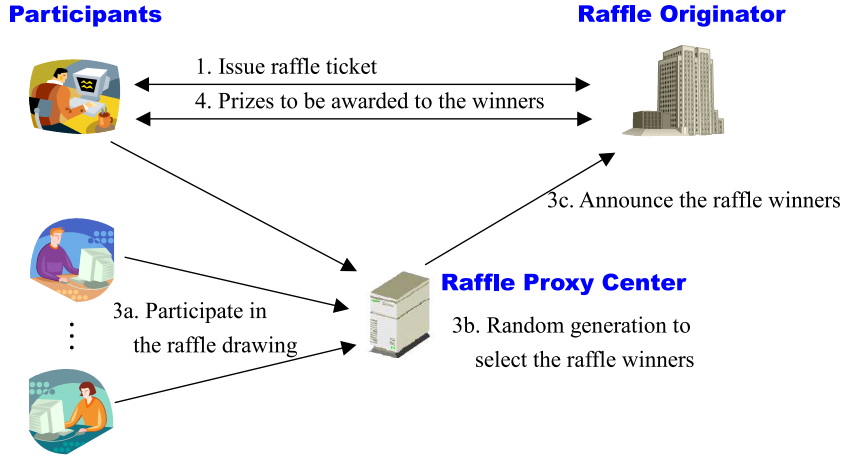 Participants
Raffle Originator
1. Issue raffle ticket
4. Prizes to be awarded to the winners
3c. Announce the raffle winners
Raffle Proxy Center
3a. Participate in
the raffle drawing
3b. Random generation to
select the raffle winners